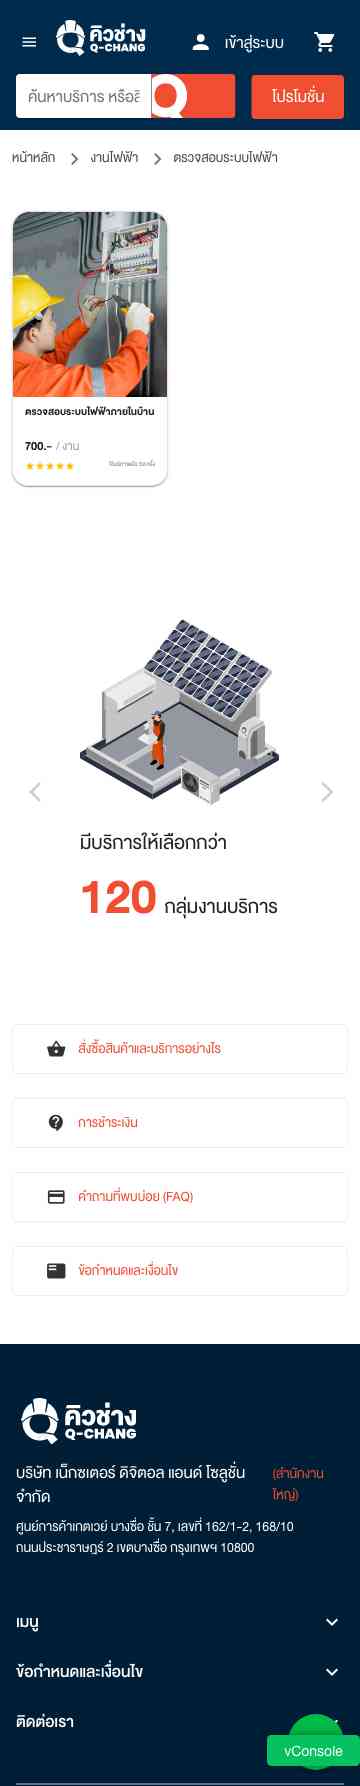 คิวช่าง
Q-CHANG
เข้าสู่ระบบ
ค้นหาบริการ หรือสิ
โปรโมชั่น
หน้าหลัก
งานไฟฟ้า
ตรวจสอบระบบไฟฟ้า
ตรวจสอบระบบไฟฟ้าภายในบ้าน
700.- / งาน
มีบริการให้เลือกกว่า
120 กลุ่มงานบริการ
สั่งซื้อสินค้าและบริการอย่างไร
การชำระเงิน
คำถามที่พบบ่อย (FAQ)
ข้อกำหนดและเงื่อนไข
คิวช่าง
Q-CHANG
บริษัท เน็กซเตอร์ ดิจิตอล แอนด์ โซลูชั่น จำกัด
(สำนักงานใหญ่)
ศูนย์การค้าเกตเวย์ บางซื่อ ชั้น 7, เลขที่ 162/1-2, 168/10
ถนนประชาราษฎร์ 2 เขตบางซื่อ กรุงเทพฯ 10800
เมนู
ข้อกำหนดและเงื่อนไข
ติดต่อเรา
vConsole